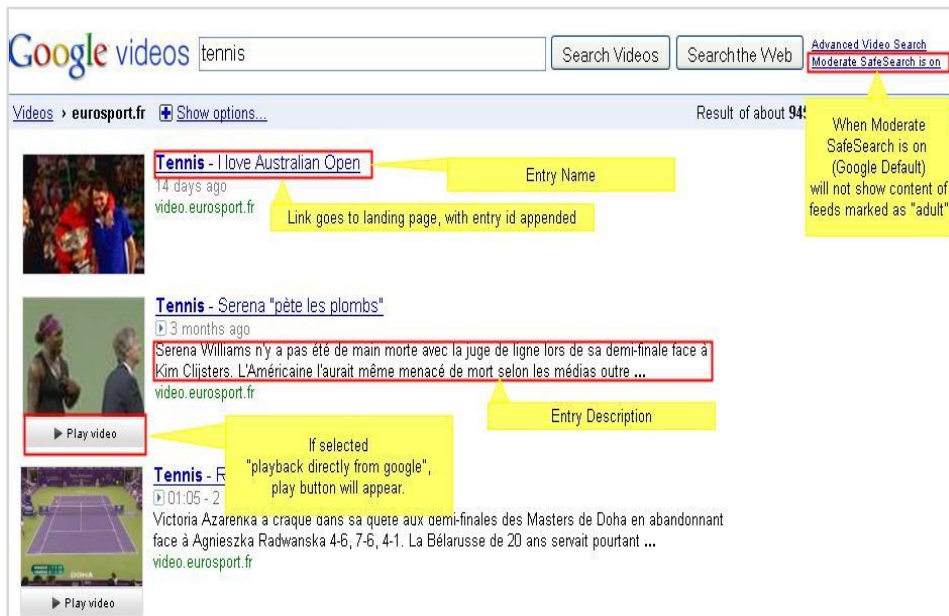 Google videos tennis Search Videos Search the Web
Advanced Video Search
Moderate SafeSearch is on
Videos › eurosport.fr Show options... Result of about 945
When Moderate
SafeSearch is on
(Google Default)
will not show content of
feeds marked as "adult"
Tennis - I love Australian Open
Entry Name
14 days ago
video.eurosport.fr
Link goes to landing page, with entry id appended
Tennis - Serena "pète les plombs"
3 months ago
Serena Williams n'y a pas été de main morte avec la juge de ligne lors de sa demi-finale face à
Kim Clijsters. L'Américaine l'aurait même menacé de mort selon les médias outre ...
video.eurosport.fr
Entry Description
Play video
If selected
"playback directly from google",
play button will appear.
Tennis - R
01:05 - 2
Victoria Azarenka a craqué dans sa quête aux demi-finales des Masters de Doha en abandonnant
face à Agnieszka Radwanska 4-6, 7-6, 4-1. La Bélarusse de 20 ans servait pourtant ...
video.eurosport.fr
DOHA
Play video